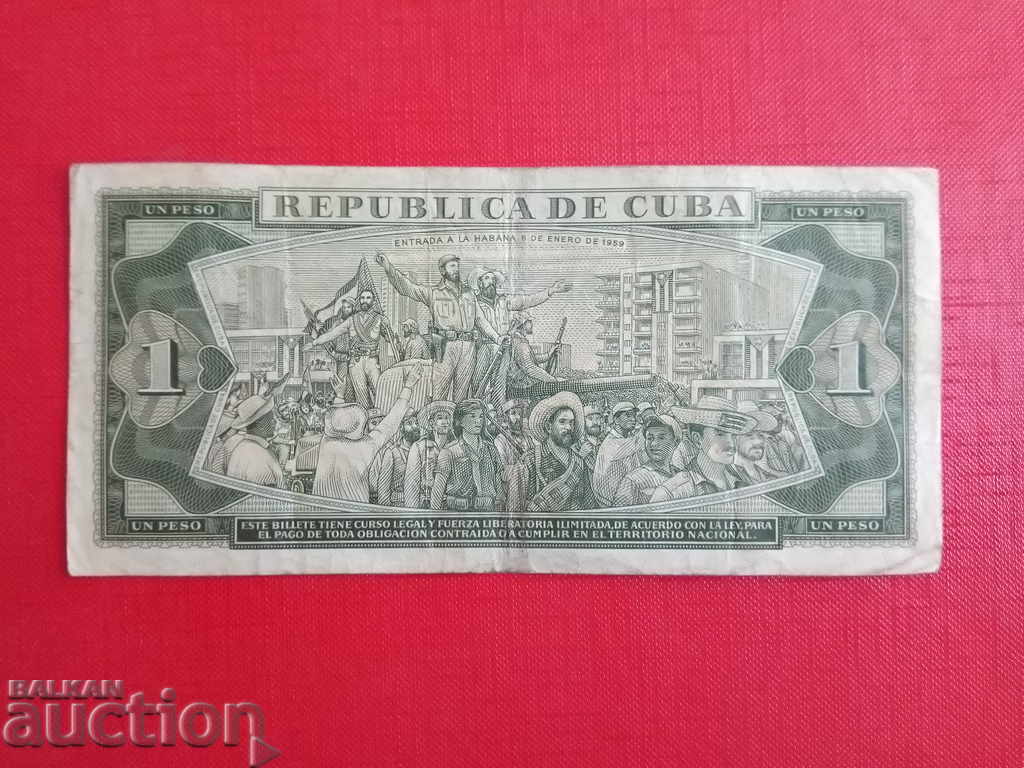 REPUBLICA DE CUBA
UN PESO
UN PESO
ENTRADA A LA HABANA 8 DE ENERO DE 1959
1
1
UN PESO
UN PESO
ESTE BILLETE TIENE CURSO LEGAL Y FUERZA LIBERATORIA ILIMITADA, DE ACUERDO CON LA LEY, PARA
EL PAGO DE TODA OBLIGACION CONTRAIDA O A CUMPLIR EN EL TERRITORIO NACIONAL.
BALKAN
auction